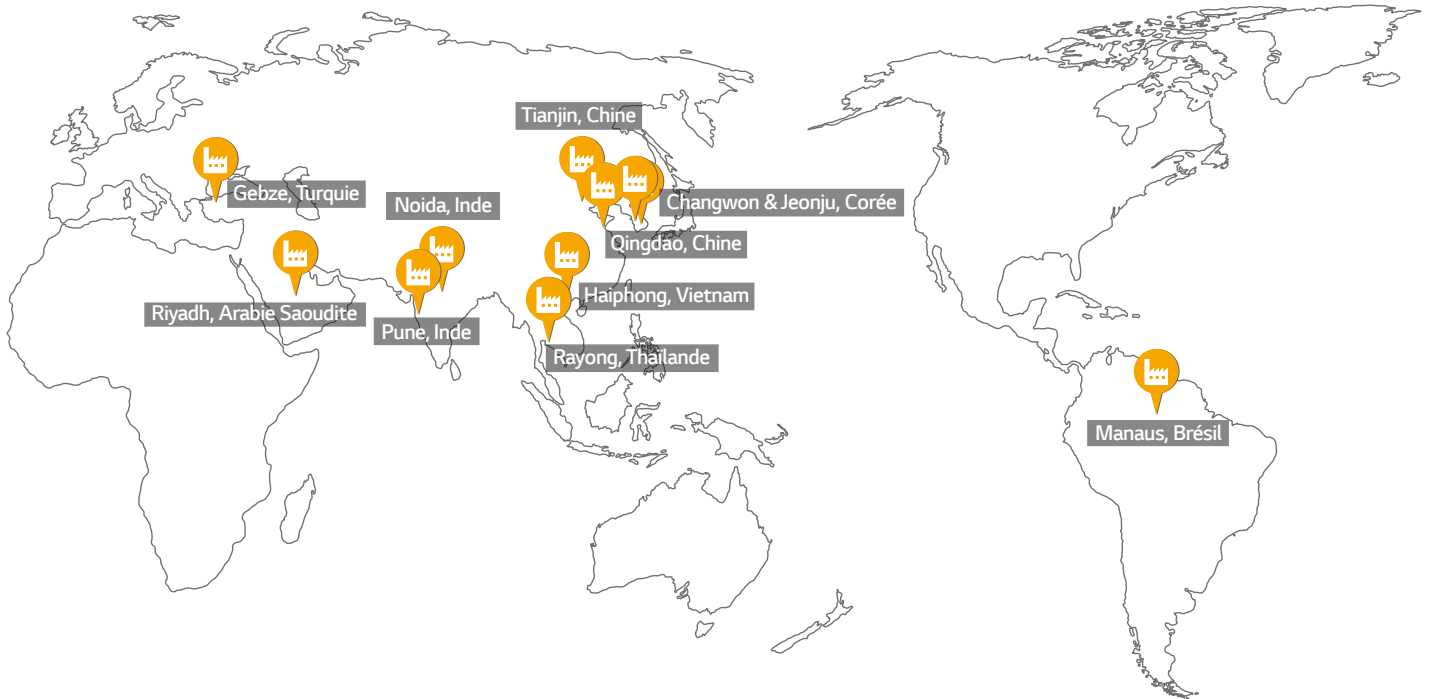 Tianjin, Chine
Gebze, Turquie
Noida, Inde
Changwon & Jeonju, Corée
Qingdao, Chine
Haiphong, Vietnam
Riyadh, Arabie Saoudite
Pune, Inde
Rayong, Thaïlande
Manaus, Brésil